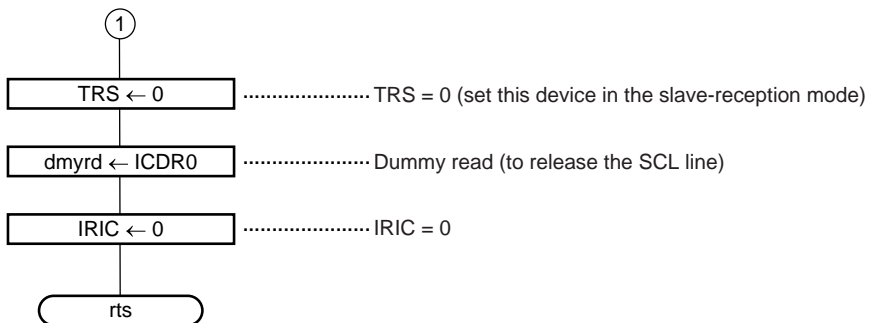 1
TRS ← 0 TRS = 0 (set this device in the slave-reception mode)
dmyrd ← ICDR0 Dummy read (to release the SCL line)
IRIC ← 0 IRIC = 0
rts